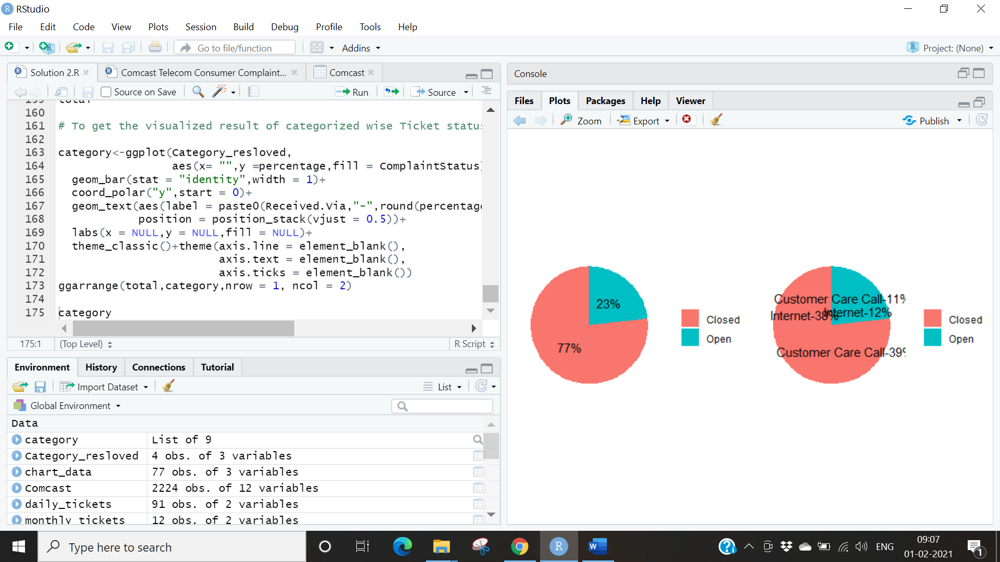 RStudio
File Edit Code View Plots Session Build Debug Profile Tools Help
Go to file/function Addins Project: (None)
Solution 2.R Comcast Telecom Consumer Complaint... Comcast
Source on Save Run Source
160
161 # To get the visualized result of categorized wise Ticket status
162
163 category<-ggplot(Category_resloved,
164 aes(x= "",y =percentage,fill = ComplaintStatus)
165 geom_bar(stat = "identity",width = 1)+
166 coord_polar("y",start = 0)+
167 geom_text(aes(label = paste0(Received.Via,"-",round(percentage
168 position = position_stack(vjust = 0.5))+
169 labs(x = NULL,y = NULL,fill = NULL)+
170 theme_classic()+theme(axis.line = element_blank(),
171 axis.text = element_blank(),
172 axis.ticks = element_blank())
173 ggarrange(total,category,nrow = 1, ncol = 2)
174
175 category
175:1 (Top Level) R Script
Environment History Connections Tutorial
Import Dataset List
Global Environment
Data
category List of 9
Category_resloved 4 obs. of 3 variables
chart_data 77 obs. of 3 variables
Comcast 2224 obs. of 12 variables
daily_tickets 91 obs. of 2 variables
monthly_tickets 12 obs. of 2 variables
Console
Files Plots Packages Help Viewer
Zoom Export Publish
23%
77%
Closed
Open
Customer Care Call-11%
Internet-38%
Internet-12%
Customer Care Call-39%
Closed
Open
Type here to search
ENG
09:07
01-02-2021
1